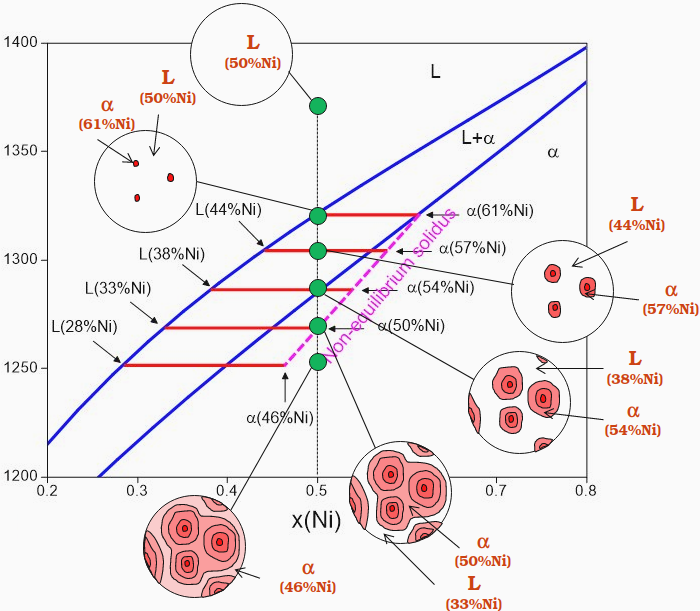 1400
1350
1300
1250
1200
0.2
0.3
0.4
0.5
0.7
0.8
x(Ni)
L
L+α
α
L
(50%Ni)
L
(50%Ni)
α
(61%Ni)
L(44%Ni)
L(38%Ni)
L(33%Ni)
L(28%Ni)
α(61%Ni)
α(57%Ni)
α(54%Ni)
α(50%Ni)
α(46%Ni)
Non-equilibrium solidus
L
(44%Ni)
α
(57%Ni)
L
(38%Ni)
α
(54%Ni)
α
(50%Ni)
L
(33%Ni)
α
(46%Ni)